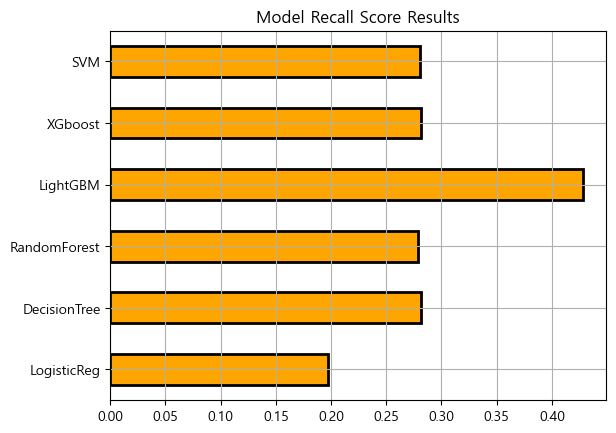 Model Recall Score Results
SVM
XGboost
LightGBM
RandomForest
DecisionTree
LogisticReg
0.00 0.05 0.10 0.15 0.20 0.25 0.30 0.35 0.40